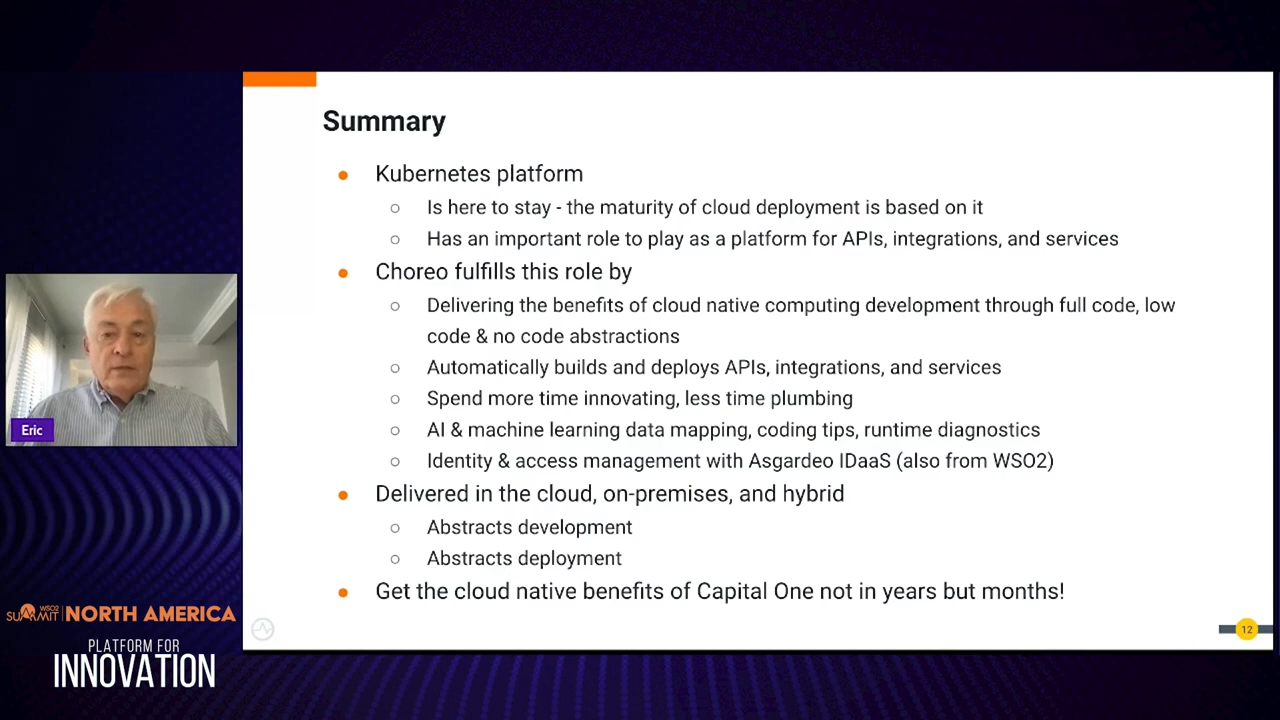 Summary
Kubernetes platform
Is here to stay - the maturity of cloud deployment is based on it
Has an important role to play as a platform for APIs, integrations, and services
Choreo fulfills this role by
Delivering the benefits of cloud native computing development through full code, low
code & no code abstractions
Automatically builds and deploys APIs, integrations, and services
Spend more time innovating, less time plumbing
AI & machine learning data mapping, coding tips, runtime diagnostics
Identity & access management with Asgardeo IDaaS (also from WSO2)
Delivered in the cloud, on-premises, and hybrid
Abstracts development
Abstracts deployment
Get the cloud native benefits of Capital One not in years but months!
12
Eric
WSO2
SUMMIT NORTH AMERICA
PLATFORM FOR
INNOVATION